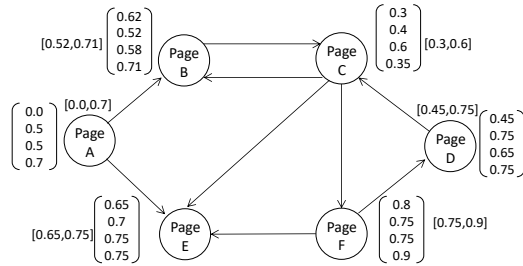 0.62
0.52
0.58
0.71
[0.52,0.71]
Page
B
Page
C
0.3
0.4
0.6
0.35
[0.3,0.6]
0.0
0.5
0.5
0.7
[0.0,0.7]
Page
A
[0.45,0.75]
Page
D
0.45
0.75
0.65
0.75
[0.65,0.75]
0.65
0.7
0.75
0.75
Page
E
Page
F
0.8
0.75
0.75
0.9
[0.75,0.9]